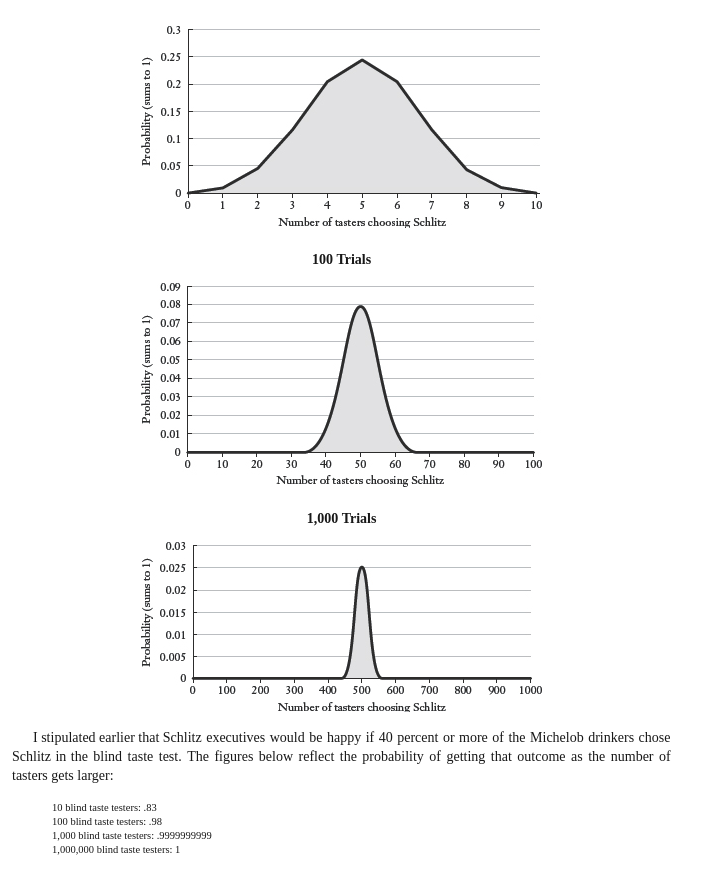 0.3
0.25
0.2
0.15
0.1
0.05
0
Probability (sums to 1)
0 1 2 3 4 5 6 7 8 9 10
Number of tasters choosing Schlitz
100 Trials
0.09
0.08
0.07
0.06
0.05
0.04
0.03
0.02
0.01
0
Probability (sums to 1)
0 10 20 30 40 50 60 70 80 90 100
Number of tasters choosing Schlitz
1,000 Trials
0.03
0.025
0.02
0.015
0.01
0.005
0
Probability (sums to 1)
0 100 200 300 400 500 600 700 800 900 1000
Number of tasters choosing Schlitz
I stipulated earlier that Schlitz executives would be happy if 40 percent or more of the Michelob drinkers chose
Schlitz in the blind taste test. The figures below reflect the probability of getting that outcome as the number of
tasters gets larger:
10 blind taste testers: .83
100 blind taste testers: .98
1,000 blind taste testers: .9999999999
1,000,000 blind taste testers: 1